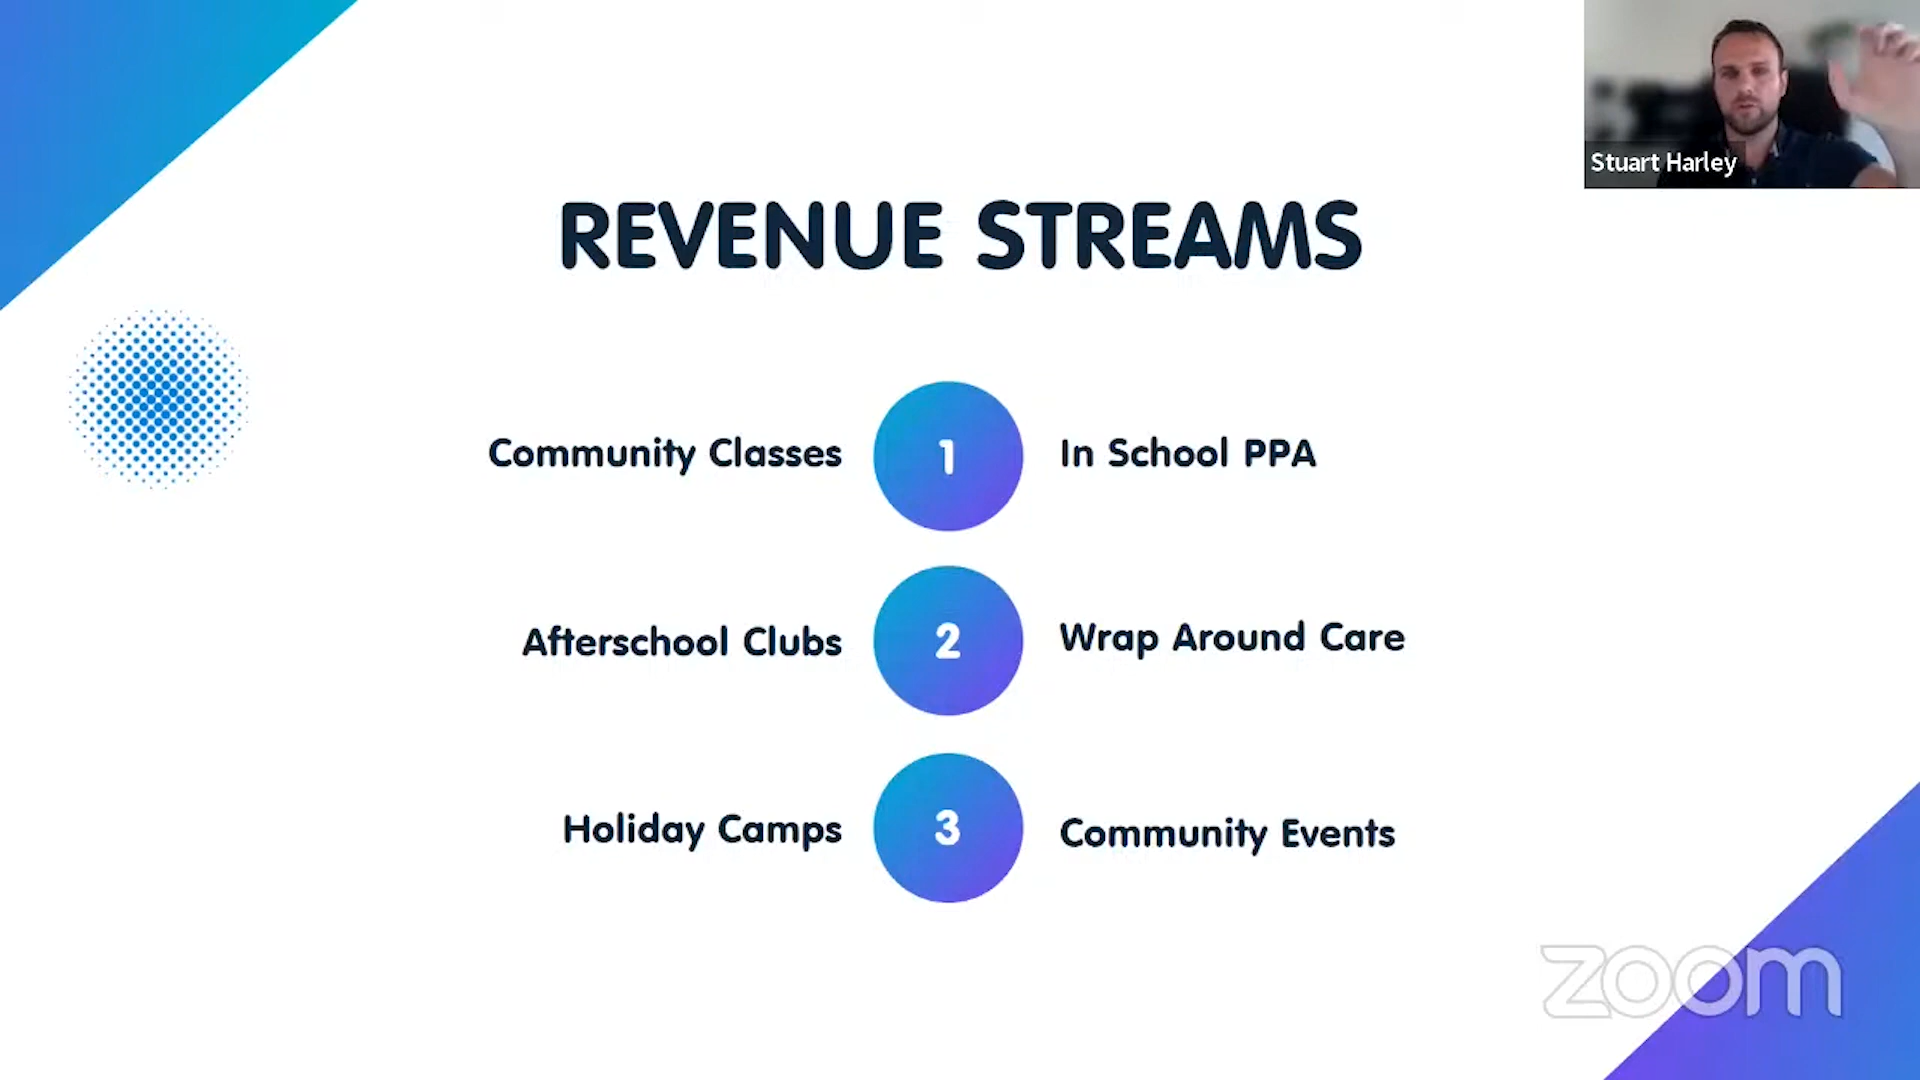 Stuart Harley
REVENUE STREAMS
Community Classes 1 In School PPA
Afterschool Clubs 2 Wrap Around Care
Holiday Camps 3 Community Events
zoom